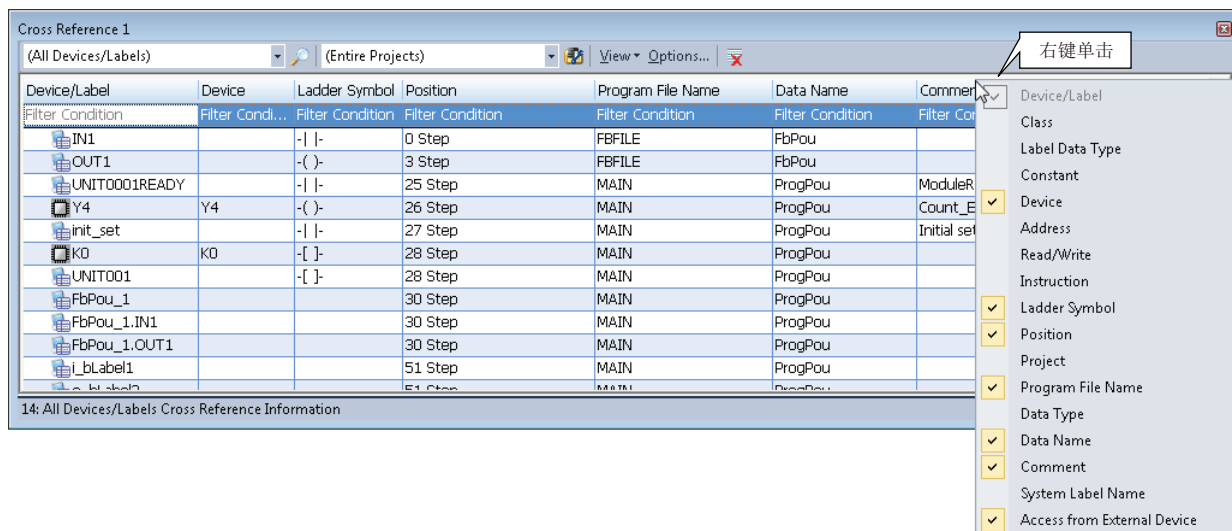 Cross Reference 1
(All Devices/Labels) (Entire Projects) View Options...
右键单击
Device/Label Device Ladder Symbol Position Program File Name Data Name Commen
Filter Condition Filter Condi... Filter Condition Filter Condition Filter Condition Filter Condition Filter Con
IN1 -| |- 0 Step FBFILE FbPou
OUT1 -( )- 3 Step FBFILE FbPou
UNIT0001READY -| |- 25 Step MAIN ProgPou ModuleR
Y4 Y4 -( )- 26 Step MAIN ProgPou Count_E
init_set -| |- 27 Step MAIN ProgPou Initial set
K0 K0 -[ ]- 28 Step MAIN ProgPou
UNIT001 -[ ]- 28 Step MAIN ProgPou
FbPou_1 30 Step MAIN ProgPou
FbPou_1.IN1 30 Step MAIN ProgPou
FbPou_1.OUT1 30 Step MAIN ProgPou
i_bLabel1 51 Step MAIN ProgPou
51 Step MAIN ProgPou
14: All Devices/Labels Cross Reference Information
Device/Label
Class
Label Data Type
Constant
Device
Address
Read/Write
Instruction
Ladder Symbol
Position
Project
Program File Name
Data Type
Data Name
Comment
System Label Name
Access from External Device